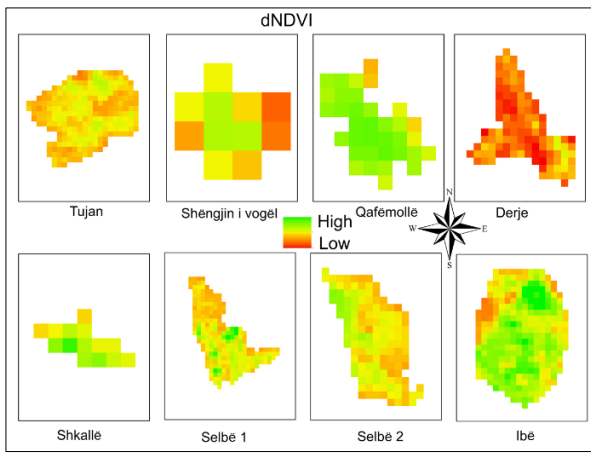 dNDVI
Tujan
Shëngjin i vogël
Qafëmollë
Derje
High
Low
N
W
E
S
Shkallë
Selbë 1
Selbë 2
Ibë